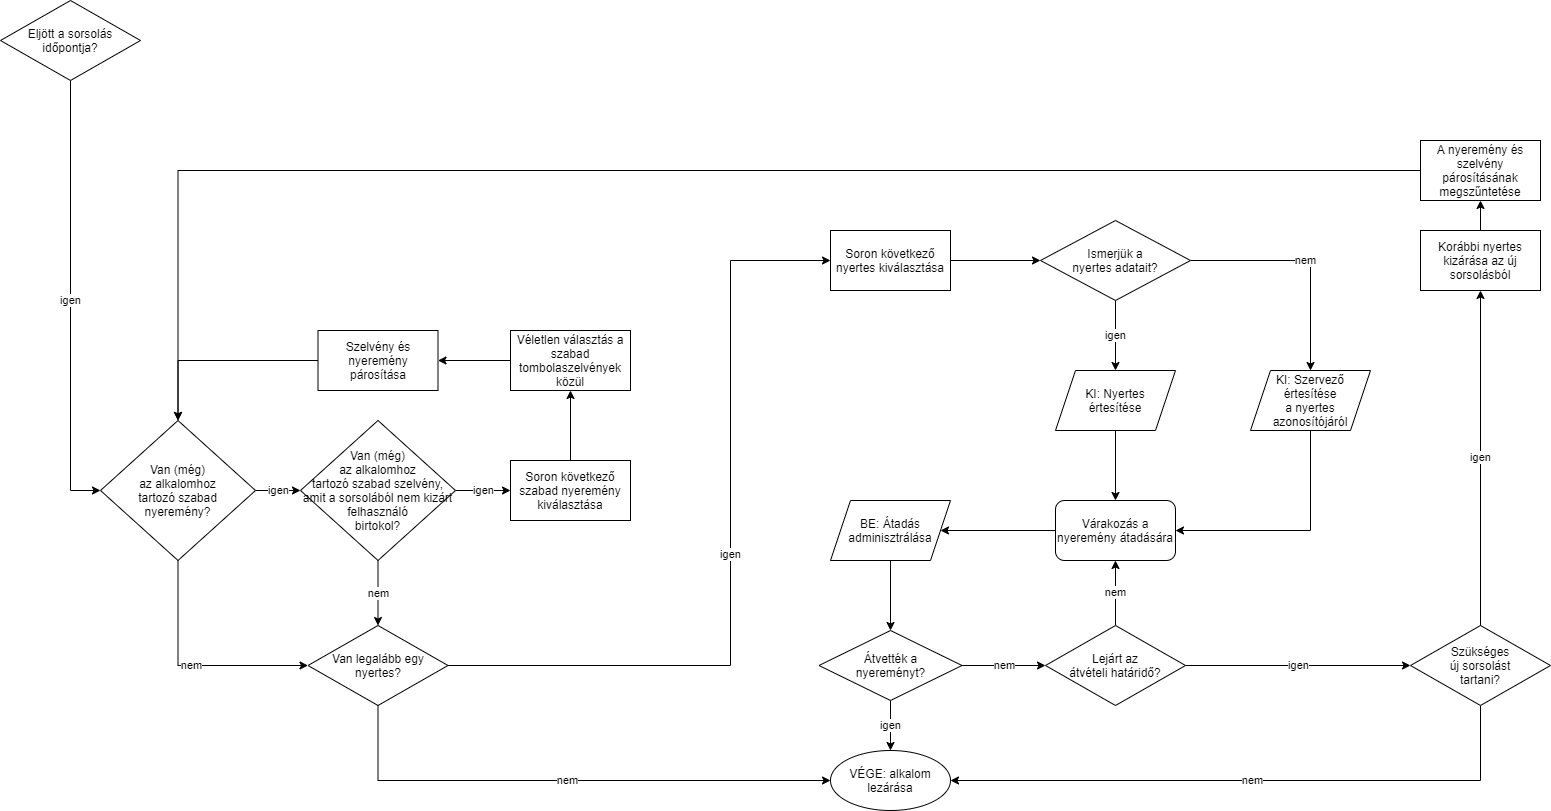 Eljött a sorsolás
időpontja?
igen
Van (még)
az alkalomhoz
tartozó szabad
nyeremény?
igen
nem
Van (még)
az alkalomhoz
tartozó szabad szelvény,
amit a sorsolából nem kizárt
felhasználó
birtokol?
igen
nem
Soron következő
szabad nyeremény
kiválasztása
Véletlen választás a
szabad
tombolaszelvények
közül
Szelvény és
nyeremény
párosítása
Van legalább egy
nyertes?
igen
nem
Soron következő
nyertes kiválasztása
Ismerjük a
nyertes adatait?
igen
nem
KI: Nyertes
értesítése
KI: Szervező
értesítése
a nyertes
azonosítójáról
Várakozás a
nyeremény átadására
BE: Átadás
adminisztrálása
Átvették a
nyereményt?
nem
igen
Lejárt az
átvételi határidő?
nem
igen
Szükséges
új sorsolást
tartani?
igen
nem
Korábbi nyertes
kizárása az új
sorsolásból
A nyeremény és
szelvény
párosításának
megszűntetése
VÉGE: alkalom
lezárása